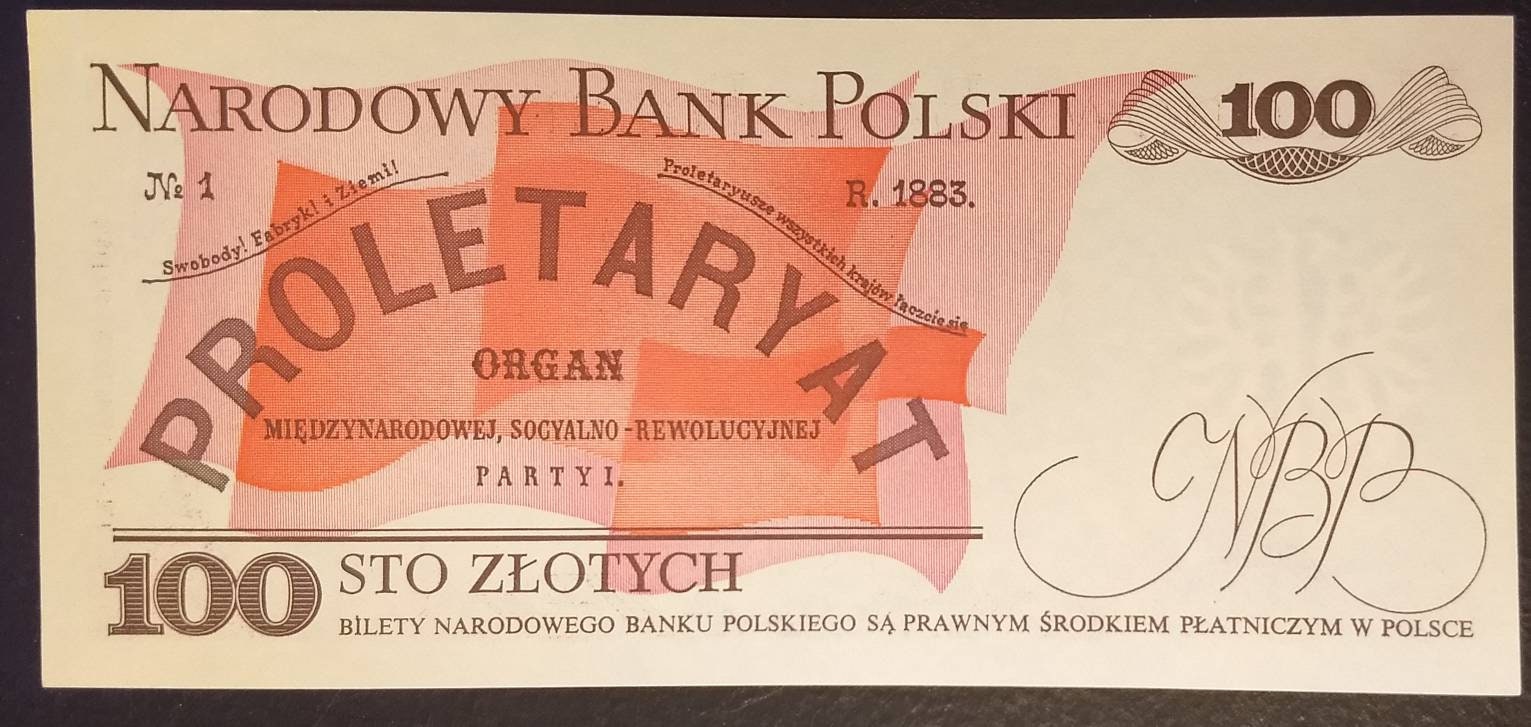 NARODOWY BANK POLSKI
100
№ 1
Swobody! Fabryk! i Ziemi!
Proletaryusze wszystkich krajów łączcie się
R. 1883.
PROLETARYAT
ORGAN
MIĘDZYNARODOWEJ, SOCYALNO-REWOLUCYJNEJ
PARTYI.
NBP
100 STO ZŁOTYCH
BILETY NARODOWEGO BANKU POLSKIEGO SĄ PRAWNYM ŚRODKIEM PŁATNICZYM W POLSCE